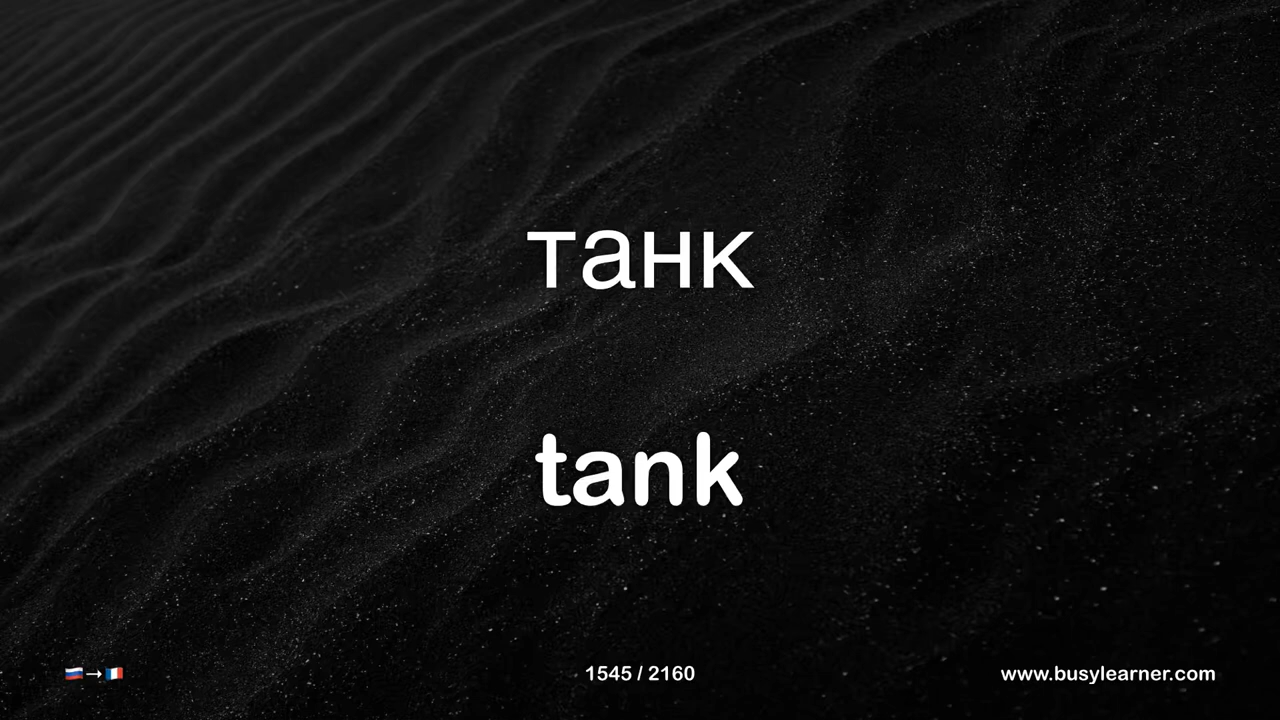 танк
tank
🇷🇺→🇫🇷
1545 / 2160
www.busylearner.com